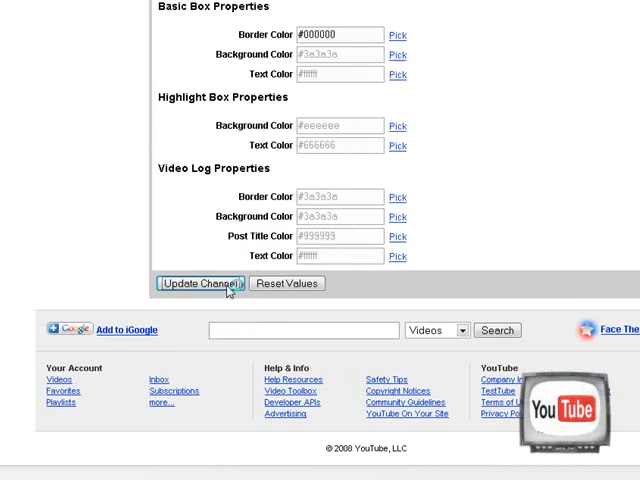 Basic Box Properties
Border Color #000000 Pick
Background Color #3a3a3a Pick
Text Color #ffffff Pick
Highlight Box Properties
Background Color #eeeeee Pick
Text Color #666666 Pick
Video Log Properties
Border Color #3a3a3a Pick
Background Color #3a3a3a Pick
Post Title Color #999999 Pick
Text Color #ffffff Pick
Update Channel Reset Values
Google Add to iGoogle Videos Search Face The
Your Account Help & Info YouTube
Videos Inbox Help Resources Safety Tips Company
Favorites Subscriptions Video Toolbox Copyright Notices TestTube
Playlists more... Developer APIs Community Guidelines Terms of
Advertising YouTube On Your Site Privacy
YouTube
© 2008 YouTube, LLC